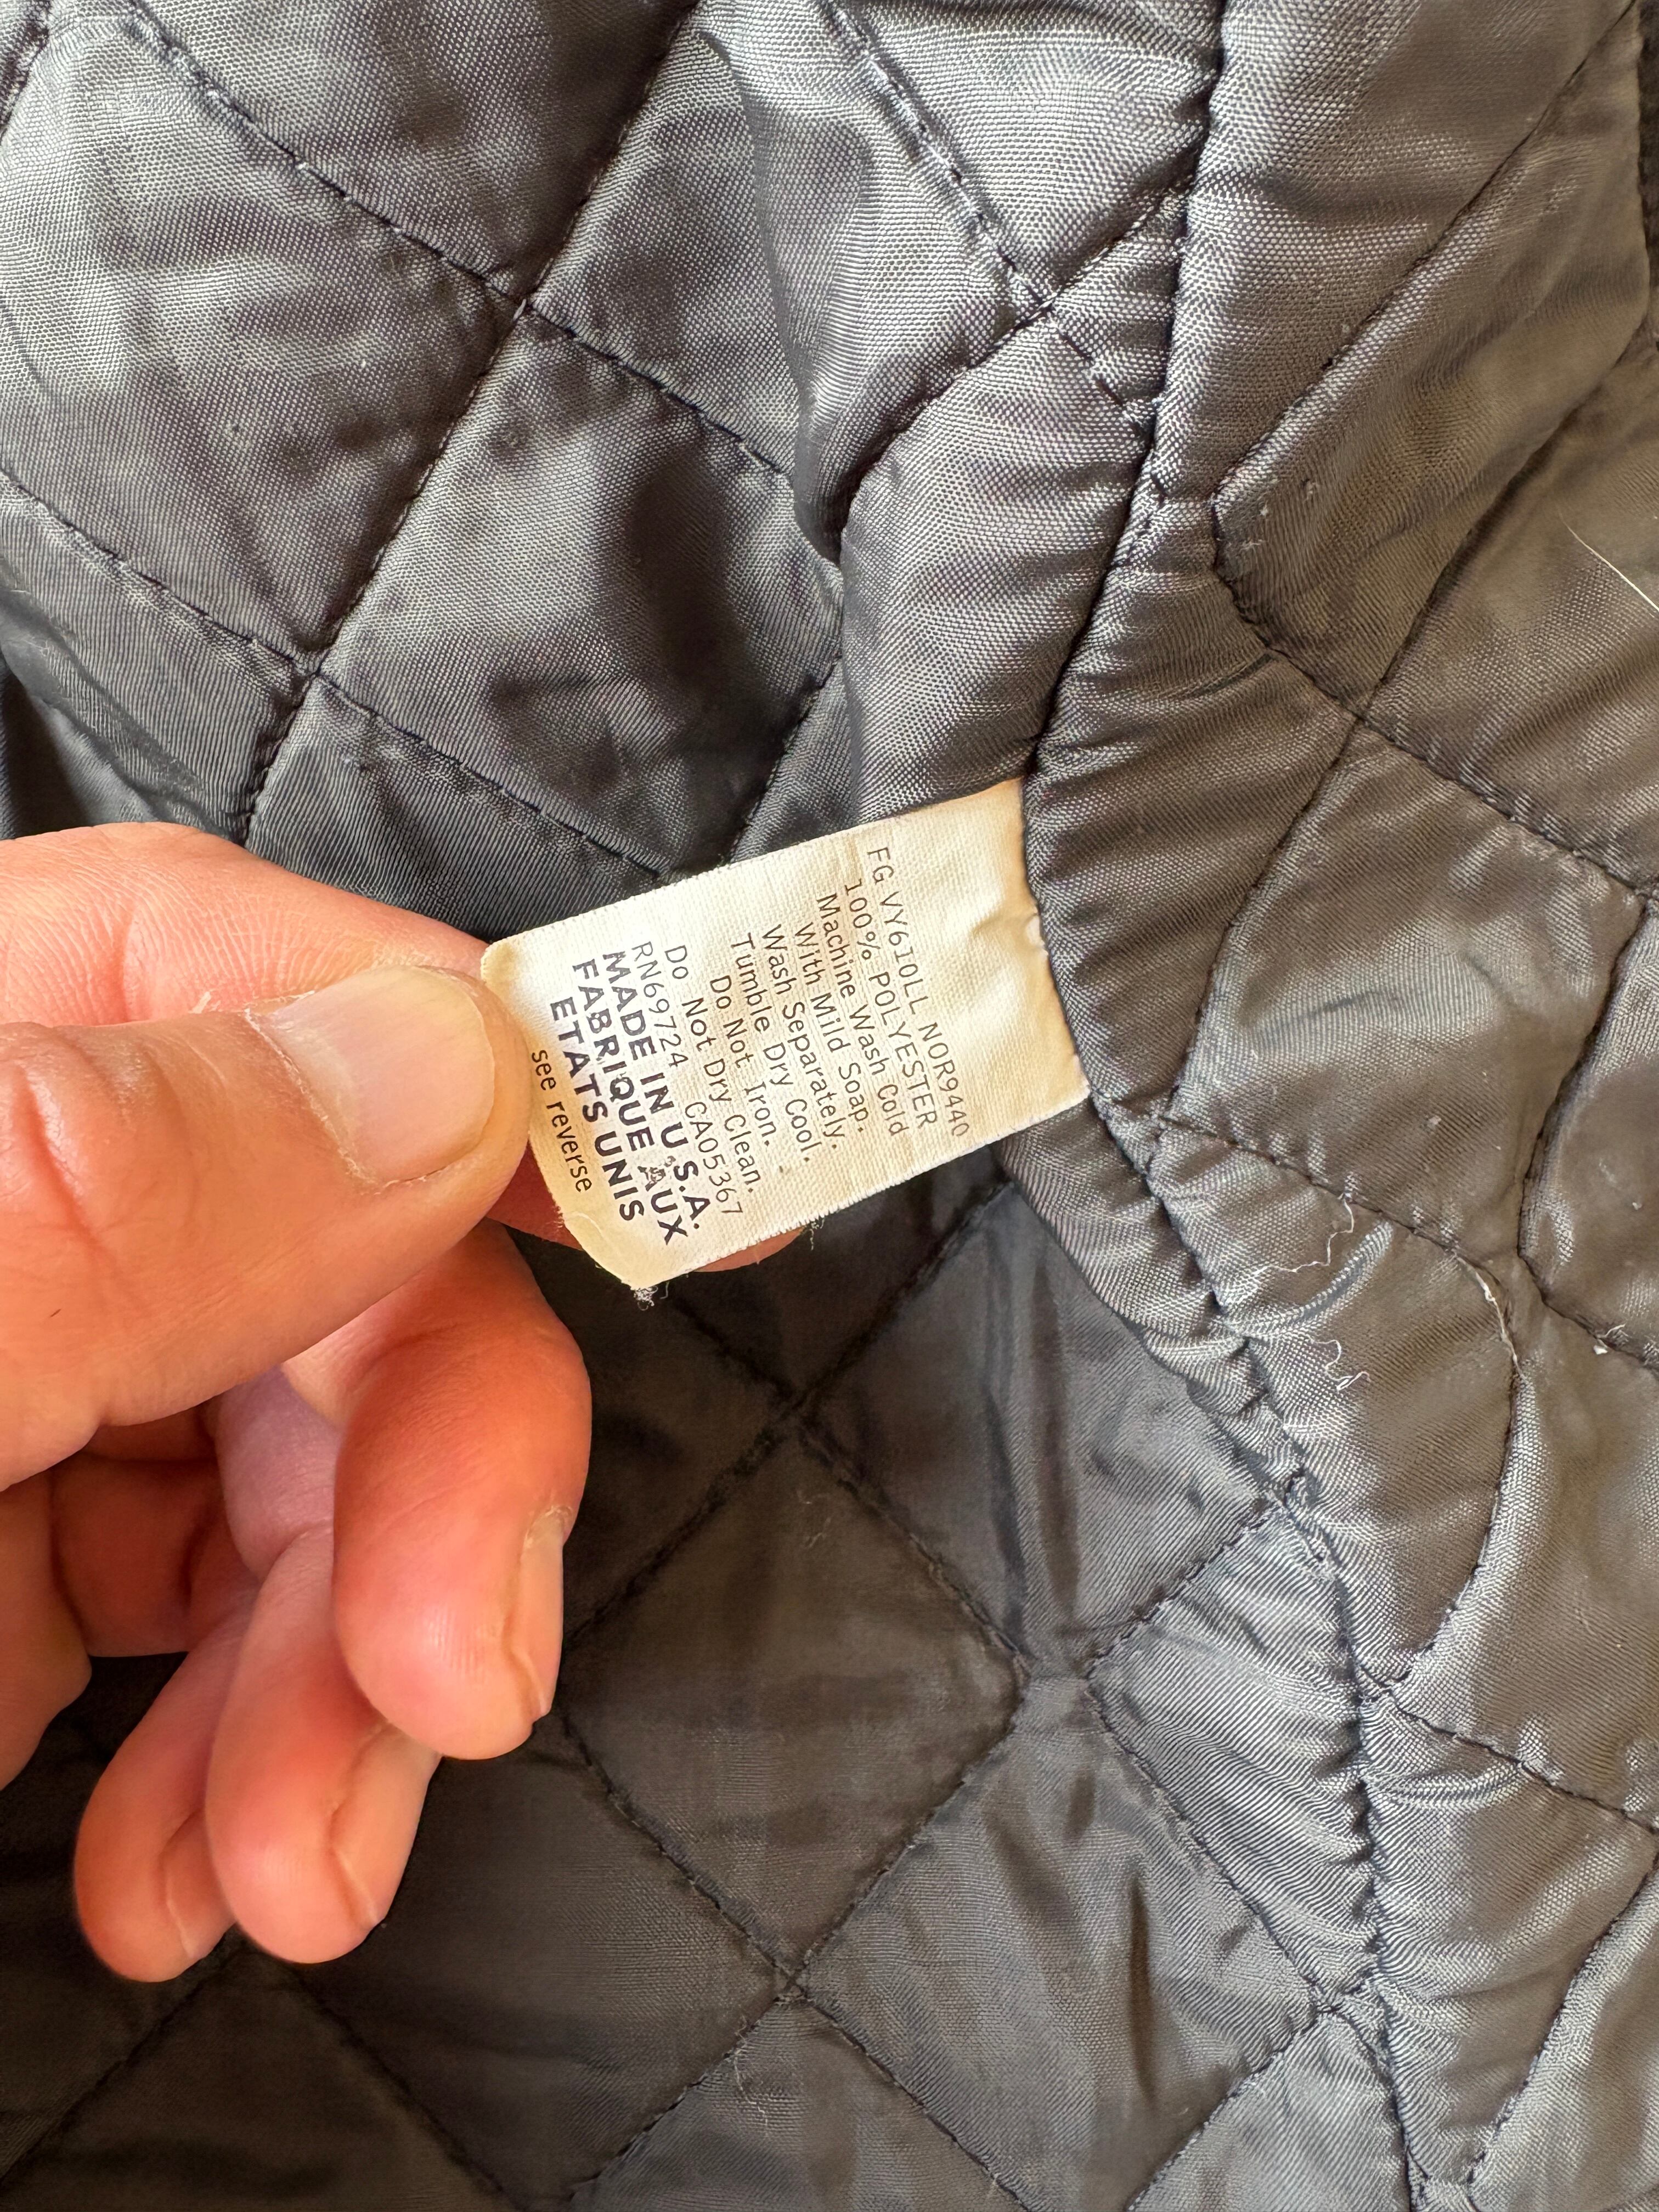 FG VY610LL NOR9440
100% POLYESTER
Machine Wash Cold
With Mild Soap.
Wash Separately.
Tumble Dry Cool.
Do Not Iron.
Do Not Dry Clean.
RN69724 CA05367
MADE IN U.S.A.
FABRIQUE AUX
ETATS UNIS
see reverse